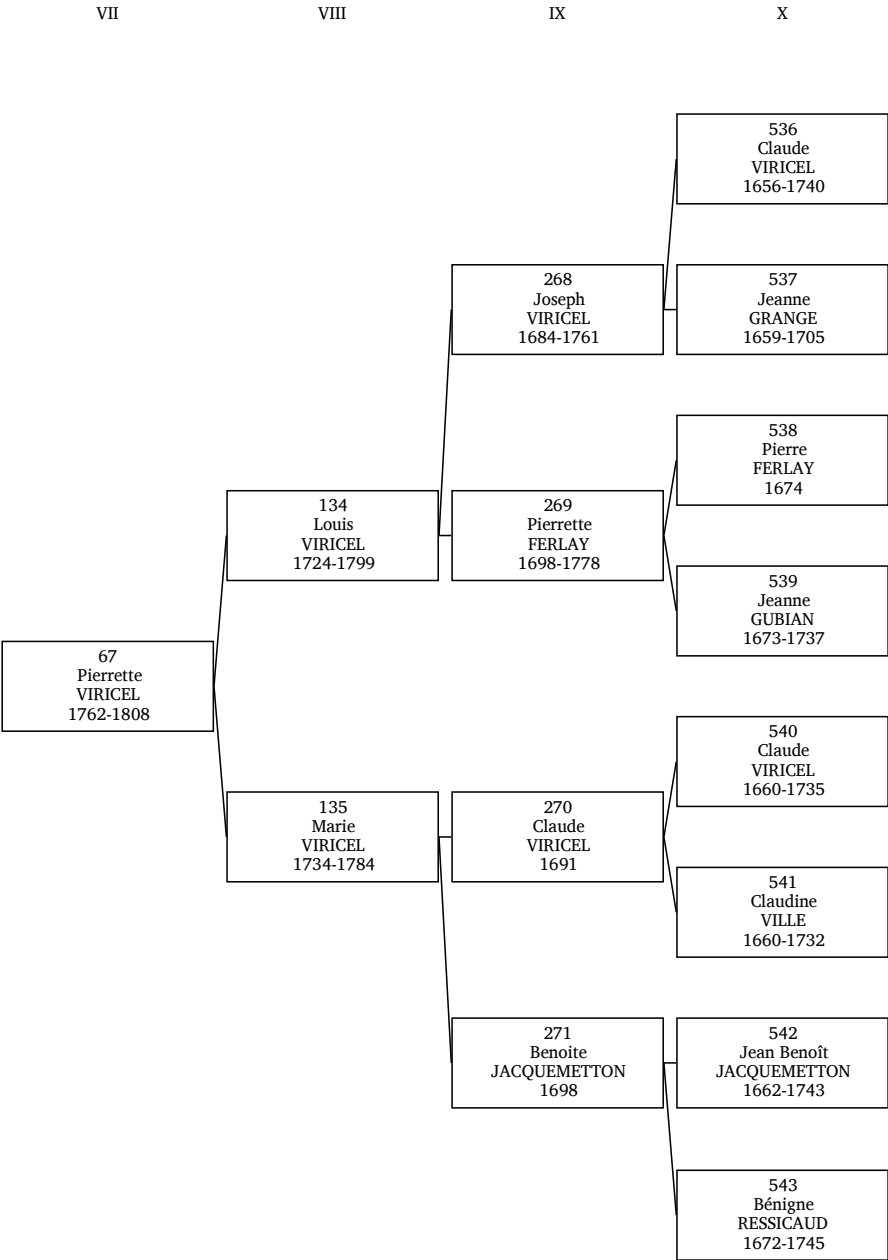 VII VIII IX X
536
Claude
VIRICEL
1656-1740
268
Joseph
VIRICEL
1684-1761
537
Jeanne
GRANGE
1659-1705
538
Pierre
FERLAY
1674
134
Louis
VIRICEL
1724-1799
269
Pierrette
FERLAY
1698-1778
539
Jeanne
GUBIAN
1673-1737
67
Pierrette
VIRICEL
1762-1808
540
Claude
VIRICEL
1660-1735
135
Marie
VIRICEL
1734-1784
270
Claude
VIRICEL
1691
541
Claudine
VILLE
1660-1732
271
Benoite
JACQUEMETTON
1698
542
Jean Benoît
JACQUEMETTON
1662-1743
543
Bénigne
RESSICAUD
1672-1745